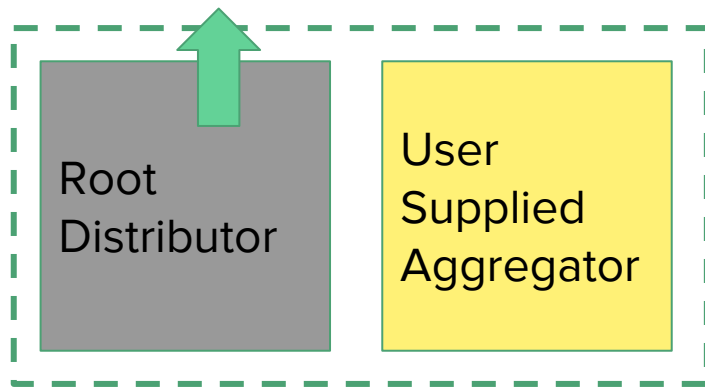 Root
Distributor
User
Supplied
Aggregator